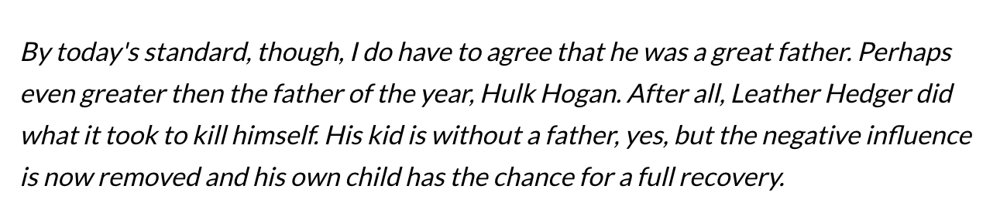 By today's standard, though, I do have to agree that he was a great father. Perhaps
even greater then the father of the year, Hulk Hogan. After all, Leather Hedger did
what it took to kill himself. His kid is without a father, yes, but the negative influence
is now removed and his own child has the chance for a full recovery.